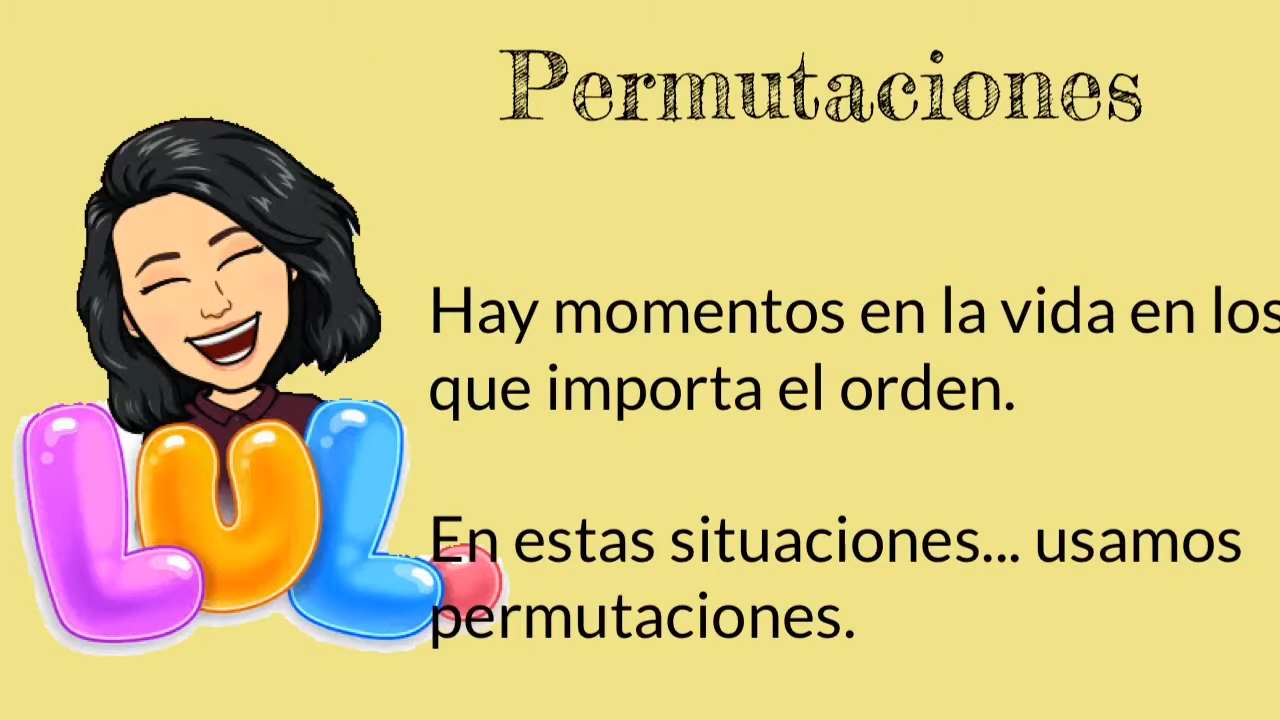 Permutaciones
Hay momentos en la vida en los
que importa el orden.
LUL.
En estas situaciones... usamos
permutaciones.